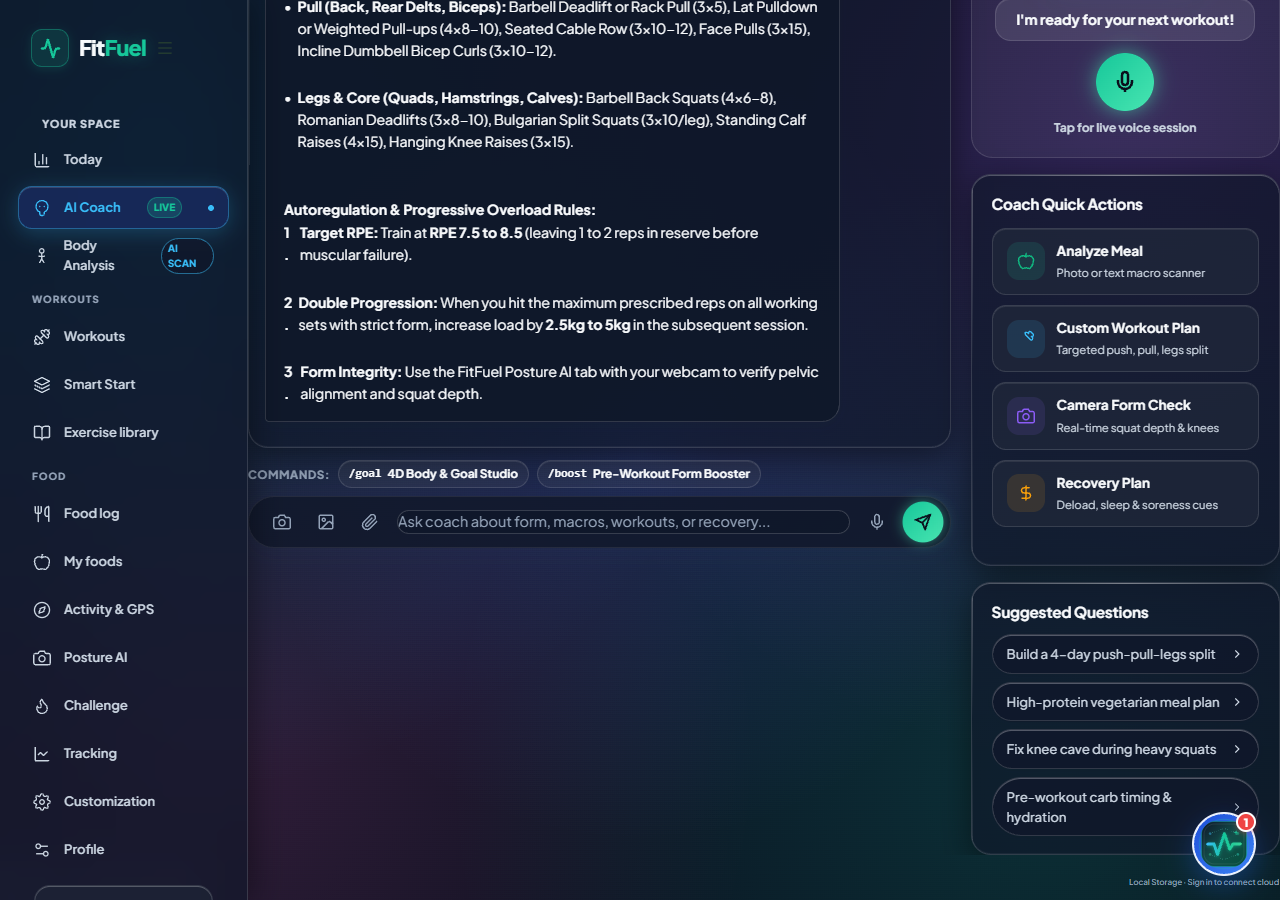 FitFuel
YOUR SPACE
Today
AI Coach LIVE
Body
Analysis
AI
SCAN
WORKOUTS
Workouts
Smart Start
Exercise library
FOOD
Food log
My foods
Activity & GPS
Posture AI
Challenge
Tracking
Customization
Profile
• Pull (Back, Rear Delts, Biceps): Barbell Deadlift or Rack Pull (3×5), Lat Pulldown
or Weighted Pull-ups (4×8–10), Seated Cable Row (3×10–12), Face Pulls (3×15),
Incline Dumbbell Bicep Curls (3×10–12).
• Legs & Core (Quads, Hamstrings, Calves): Barbell Back Squats (4×6–8),
Romanian Deadlifts (3×8–10), Bulgarian Split Squats (3×10/leg), Standing Calf
Raises (4×15), Hanging Knee Raises (3×15).
Autoregulation & Progressive Overload Rules:
1 Target RPE: Train at RPE 7.5 to 8.5 (leaving 1 to 2 reps in reserve before
. muscular failure).
2 Double Progression: When you hit the maximum prescribed reps on all working
. sets with strict form, increase load by 2.5kg to 5kg in the subsequent session.
3 Form Integrity: Use the FitFuel Posture AI tab with your webcam to verify pelvic
. alignment and squat depth.
COMMANDS: /goal 4D Body & Goal Studio /boost Pre-Workout Form Booster
Ask coach about form, macros, workouts, or recovery...
I'm ready for your next workout!
Tap for live voice session
Coach Quick Actions
Analyze Meal
Photo or text macro scanner
Custom Workout Plan
Targeted push, pull, legs split
Camera Form Check
Real-time squat depth & knees
Recovery Plan
Deload, sleep & soreness cues
Suggested Questions
Build a 4-day push-pull-legs split
High-protein vegetarian meal plan
Fix knee cave during heavy squats
Pre-workout carb timing &
hydration
1
Local Storage · Sign in to connect cloud